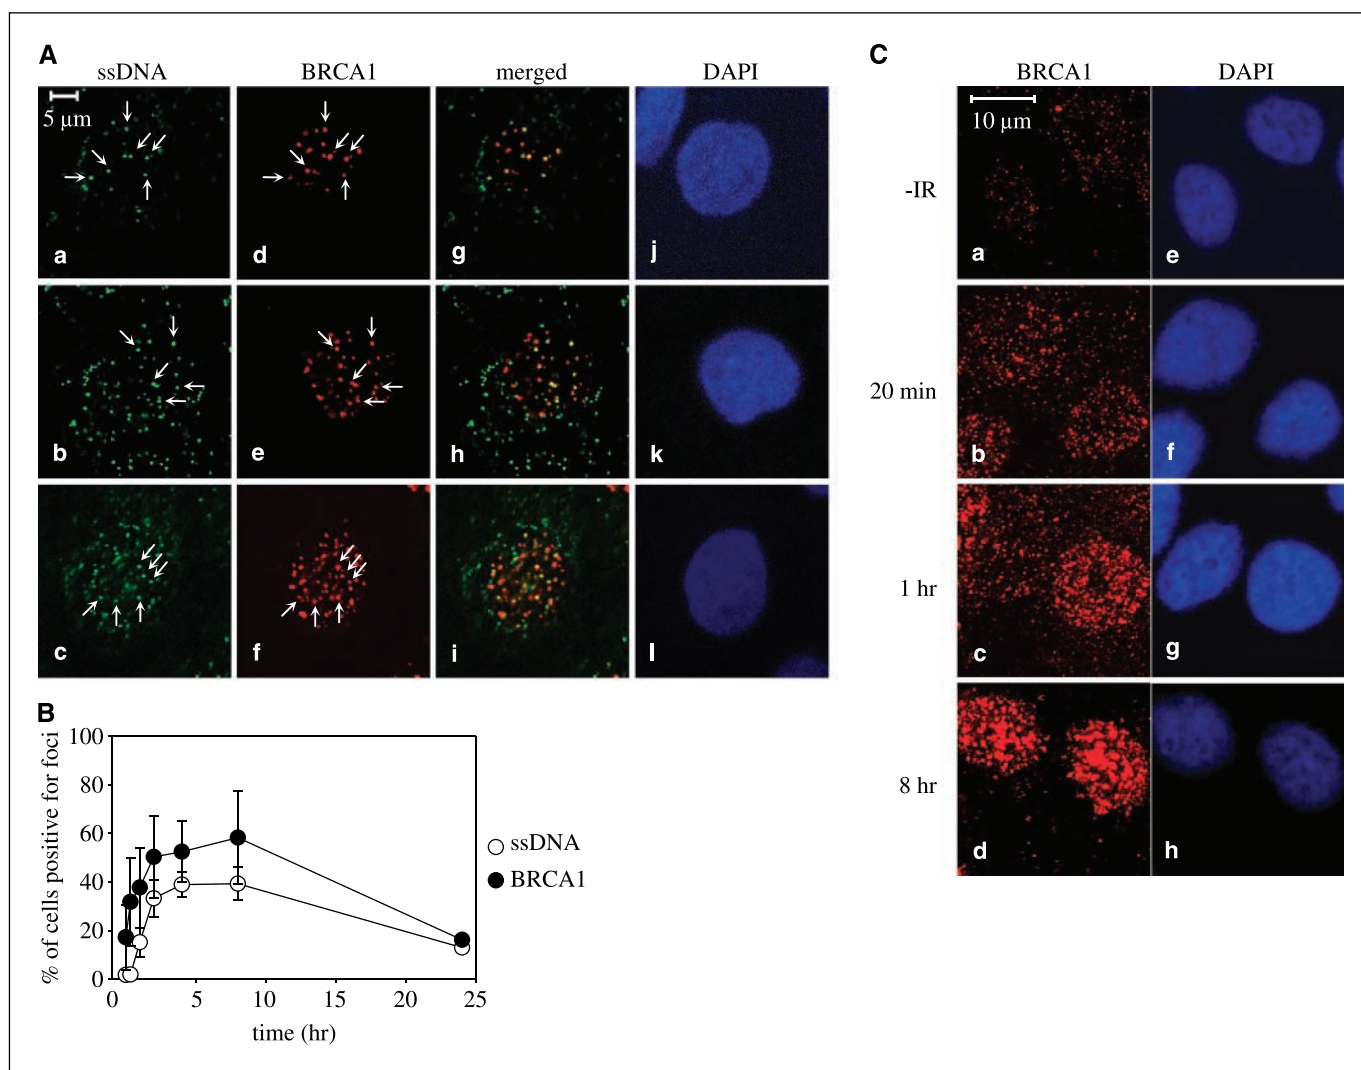 A
ssDNA BRCA1 merged DAPI
5 µm
a d g j
b e h k
c f i l
B
% of cells positive for foci
100
80
60
40
20
0
0 5 10 15 20 25
time (hr)
ssDNA
BRCA1
C
BRCA1 DAPI
10 µm
-IR
a e
20 min
b f
1 hr
c g
8 hr
d h